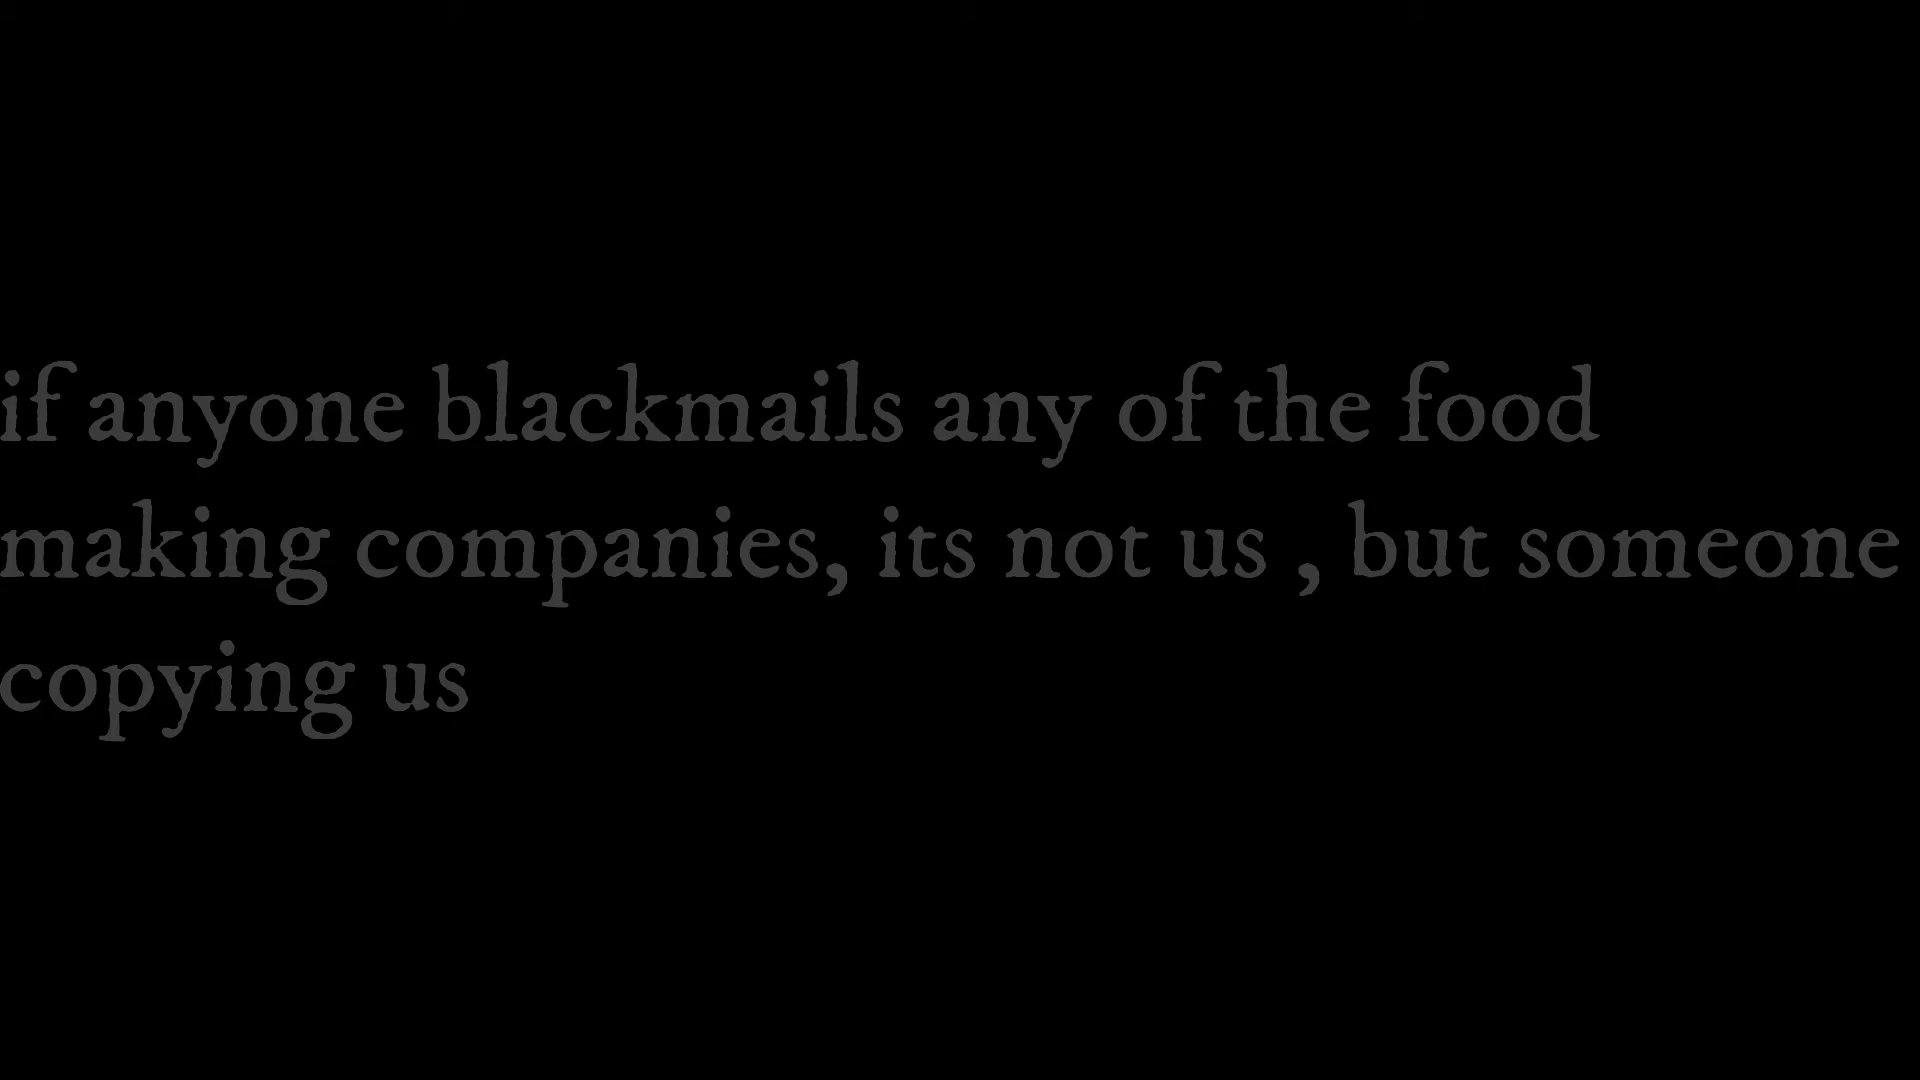 if anyone blackmails any of the food
making companies, its not us , but someone
copying us